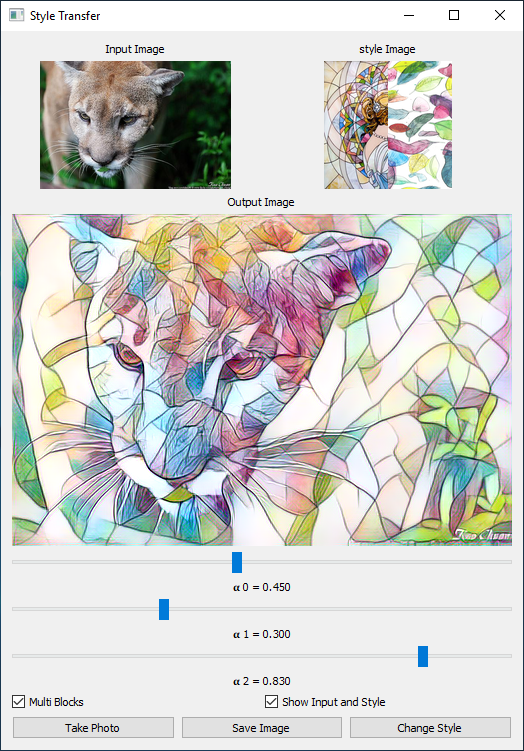 Style Transfer
Input Image
style Image
Output Image
α 0 = 0.450
α 1 = 0.300
α 2 = 0.830
Multi Blocks
Show Input and Style
Take Photo
Save Image
Change Style